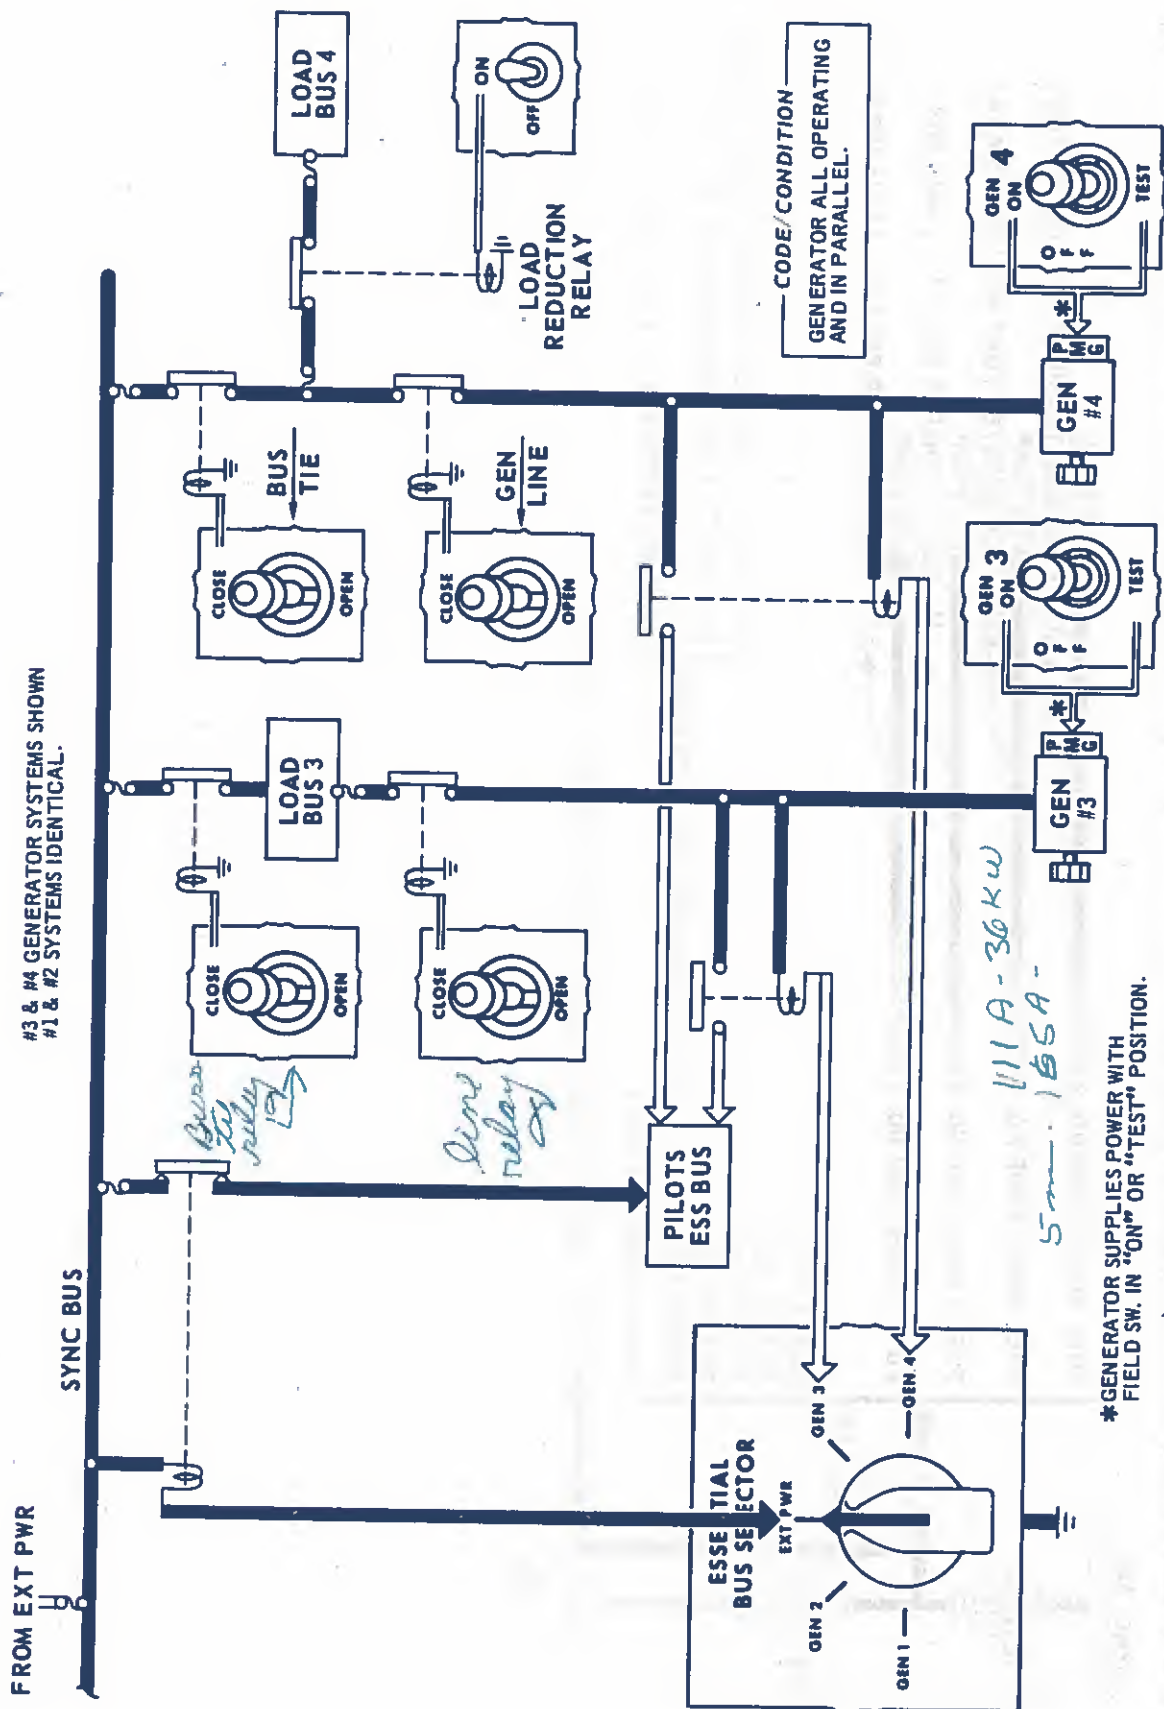 #3 & #4 GENERATOR SYSTEMS SHOWN
#1 & #2 SYSTEMS IDENTICAL.
FROM EXT PWR
SYNC BUS
CLOSE
OPEN
BUS
TIE
CLOSE
OPEN
LOAD
BUS 3
LOAD
BUS 4
ON
OFF
LOAD
REDUCTION
RELAY
tie
relay
CLOSE
OPEN
GEN
LINE
CLOSE
OPEN
line
relay
CODE/CONDITION
GENERATOR ALL OPERATING
AND IN PARALLEL.
PILOTS
ESS BUS
ESSE TIAL
BUS SELECTOR
EXT PWR
GEN 1
GEN 2
GEN 3
GEN 4
GEN
#3
PMG
*
GEN 3
ON
OFF
TEST
GEN
#4
PMG
*
GEN 4
ON
OFF
TEST
111A - 36KW
*GENERATOR SUPPLIES POWER WITH
FIELD SW. IN "ON" OR "TEST" POSITION.